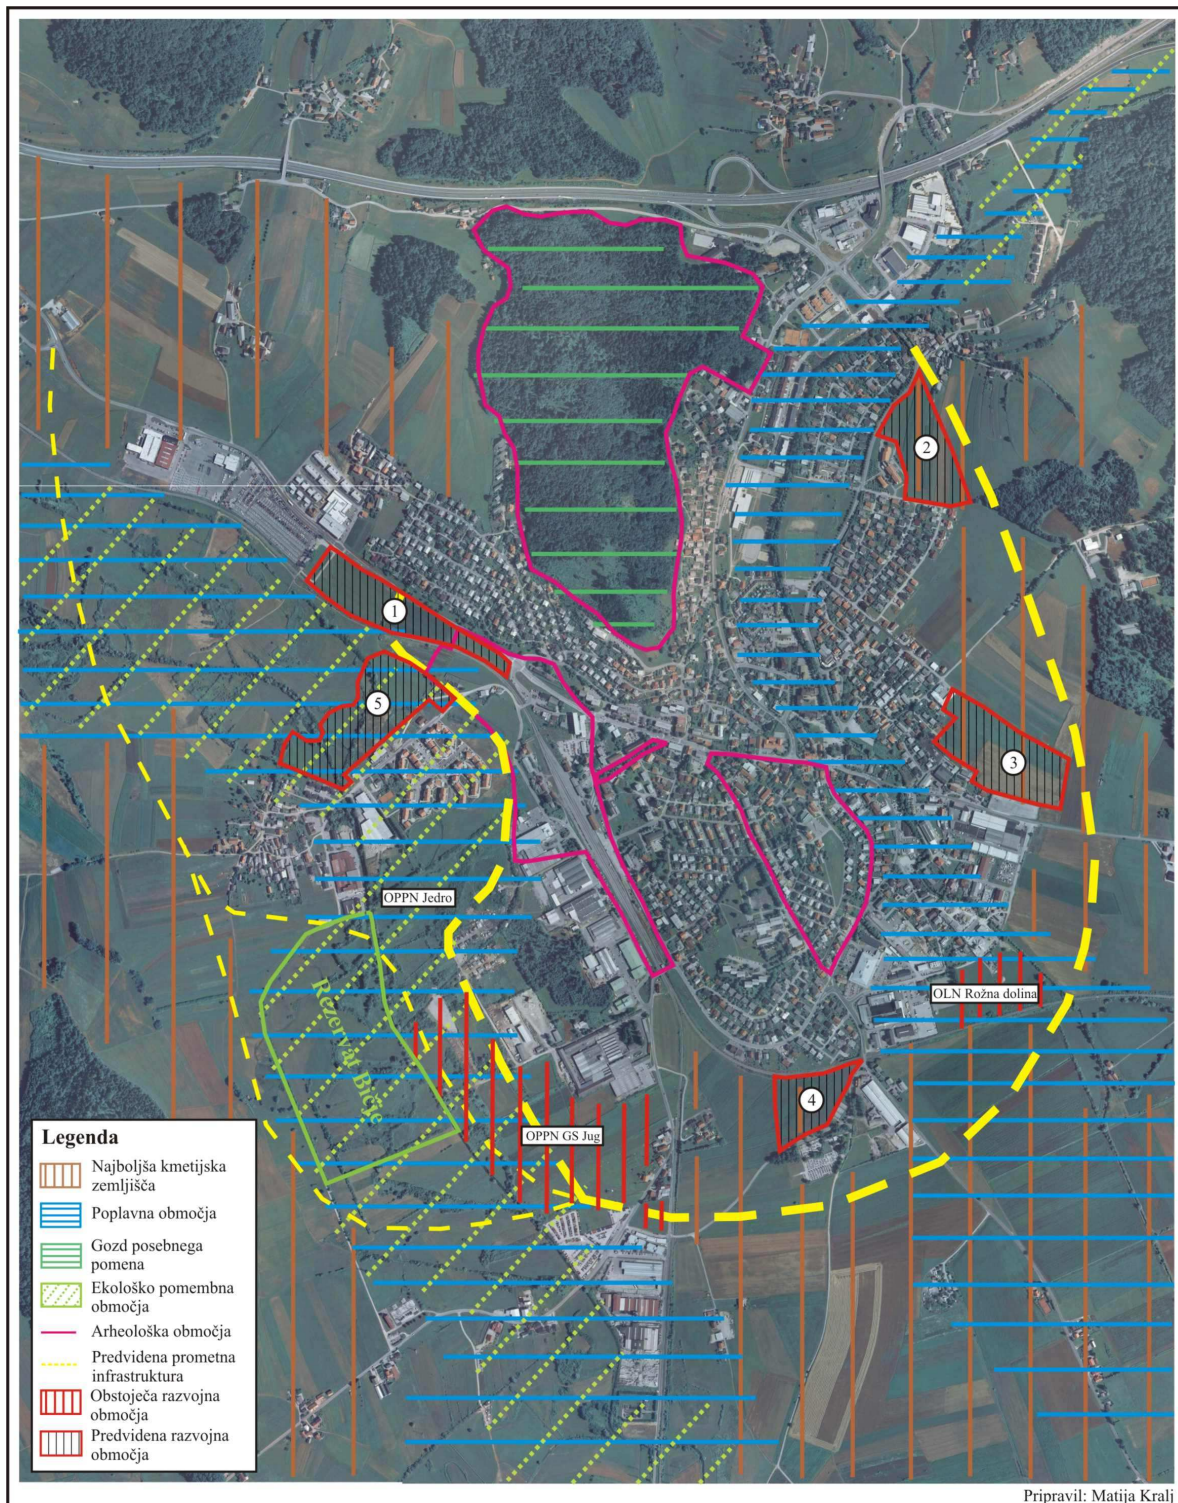 2
1
5
3
OPPN Jedro
OLN Rožna dolina
Rezervat Bičje
4
OPPN GS Jug
Legenda
Najboljša kmetijska
zemljišča
Poplavna območja
Gozd posebnega
pomena
Ekološko pomembna
območja
Arheološka območja
Predvidena prometna
infrastruktura
Obstoječa razvojna
območja
Predvidena razvojna
območja
Pripravil: Matija Kralj